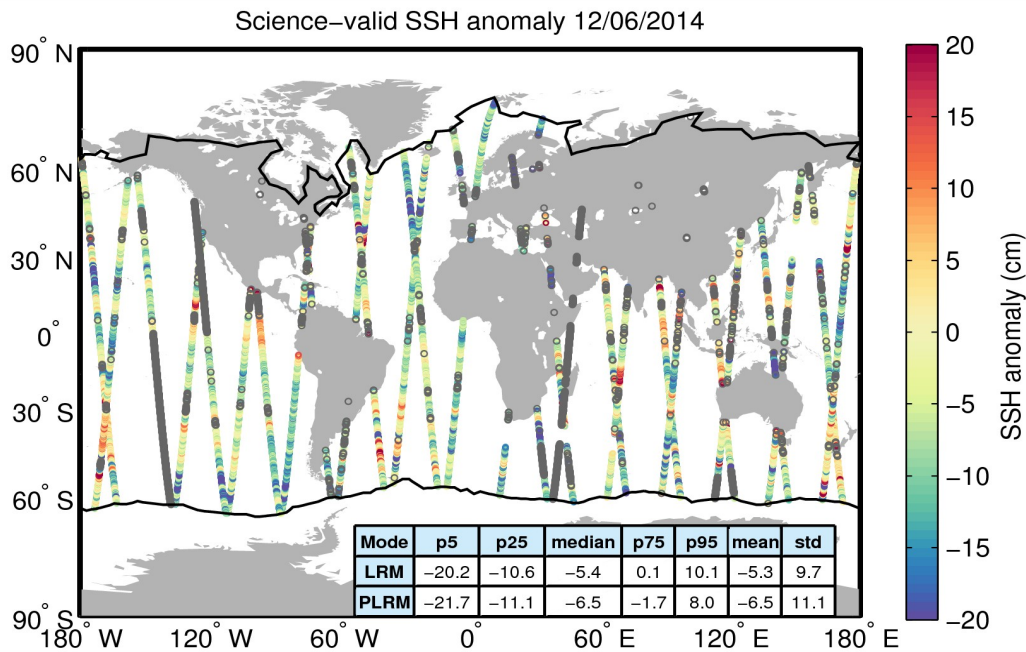 Science−valid SSH anomaly 12/06/2014
90° N
60° N
30° N
0°
30° S
60° S
90° S
180° W
120° W
60° W
0°
60° E
120° E
180° E
Mode p5 p25 median p75 p95 mean std
LRM −20.2 −10.6 −5.4 0.1 10.1 −5.3 9.7
PLRM −21.7 −11.1 −6.5 −1.7 8.0 −6.5 11.1
20
15
10
5
0
−5
−10
−15
−20
SSH anomaly (cm)